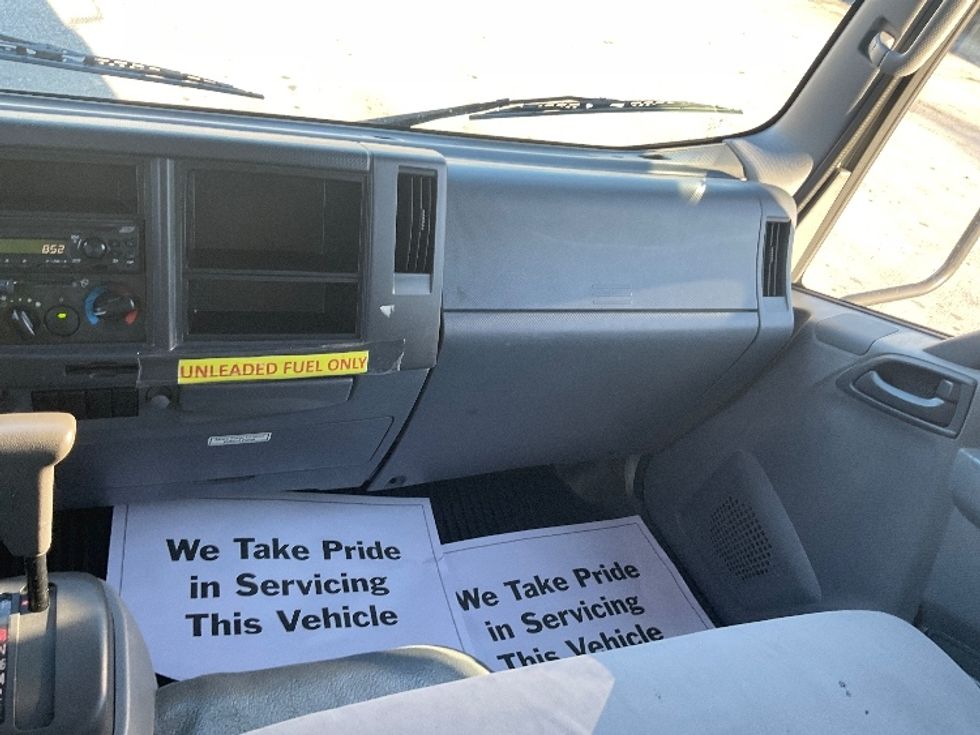 852
UNLEADED FUEL ONLY
We Take Pride
in Servicing
This Vehicle
We Take Pride
in Servicing
This Vehicle